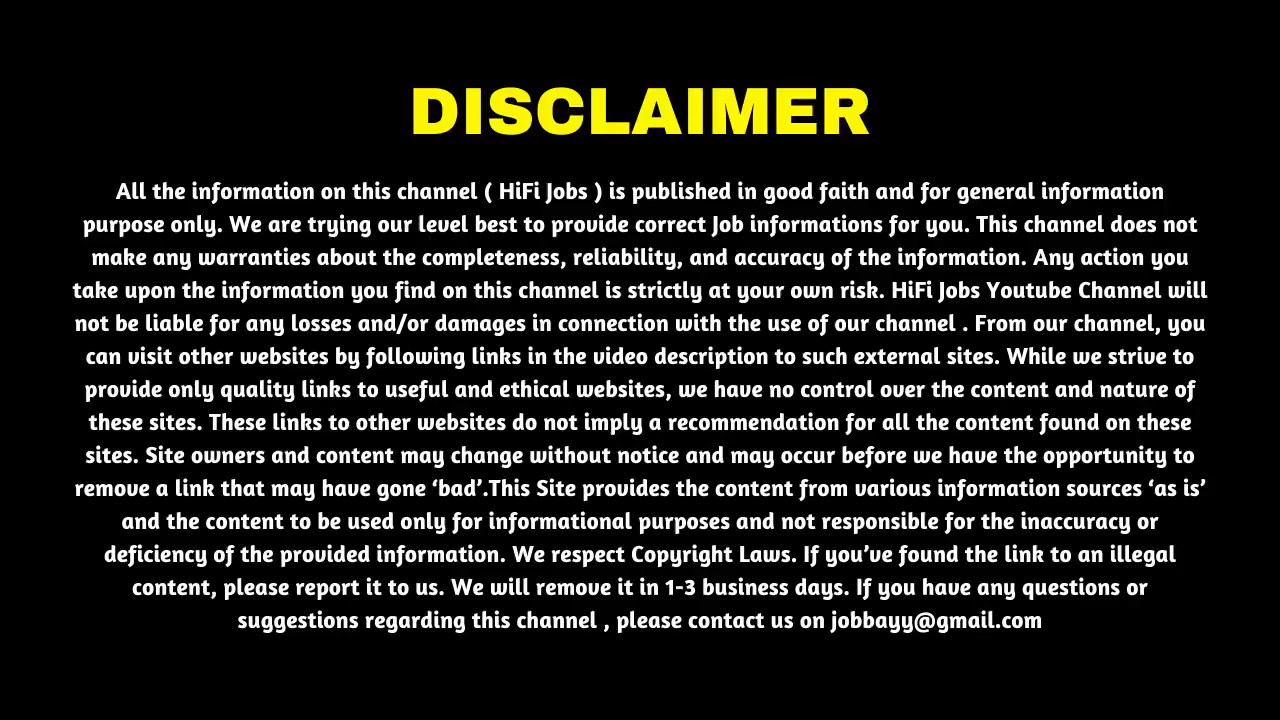 DISCLAIMER
All the information on this channel ( HiFi Jobs ) is published in good faith and for general information
purpose only. We are trying our level best to provide correct Job informations for you. This channel does not
make any warranties about the completeness, reliability, and accuracy of the information. Any action you
take upon the information you find on this channel is strictly at your own risk. HiFi Jobs Youtube Channel will
not be liable for any losses and/or damages in connection with the use of our channel . From our channel, you
can visit other websites by following links in the video description to such external sites. While we strive to
provide only quality links to useful and ethical websites, we have no control over the content and nature of
these sites. These links to other websites do not imply a recommendation for all the content found on these
sites. Site owners and content may change without notice and may occur before we have the opportunity to
remove a link that may have gone ‘bad’.This Site provides the content from various information sources ‘as is’
and the content to be used only for informational purposes and not responsible for the inaccuracy or
deficiency of the provided information. We respect Copyright Laws. If you’ve found the link to an illegal
content, please report it to us. We will remove it in 1-3 business days. If you have any questions or
suggestions regarding this channel , please contact us on jobbayy@gmail.com